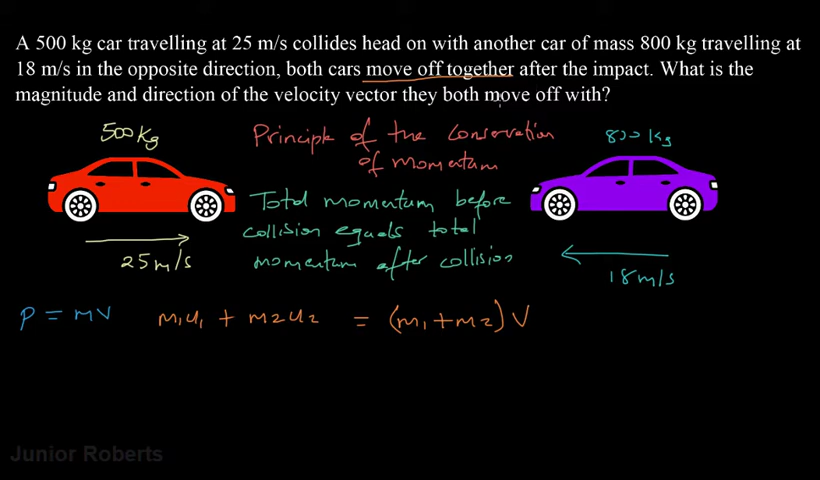 A 500 kg car travelling at 25 m/s collides head on with another car of mass 800 kg travelling at
18 m/s in the opposite direction, both cars move off together after the impact. What is the
magnitude and direction of the velocity vector they both move off with?
500kg
Principle of the conservation
of momentum
800 kg
Total momentum before
collision equals total
momentum after collision
25m/s
18m/s
P = mv
m₁u₁ + m₂u₂ = (m₁+m₂) V
Junior Roberts